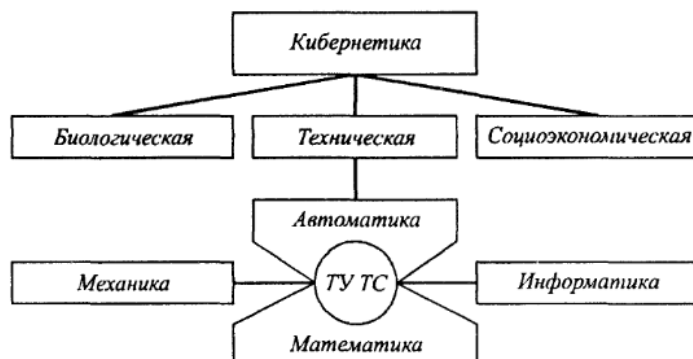 Кибернетика
Биологическая
Техническая
Социоэкономическая
Автоматика
Механика
ТУ ТС
Информатика
Математика